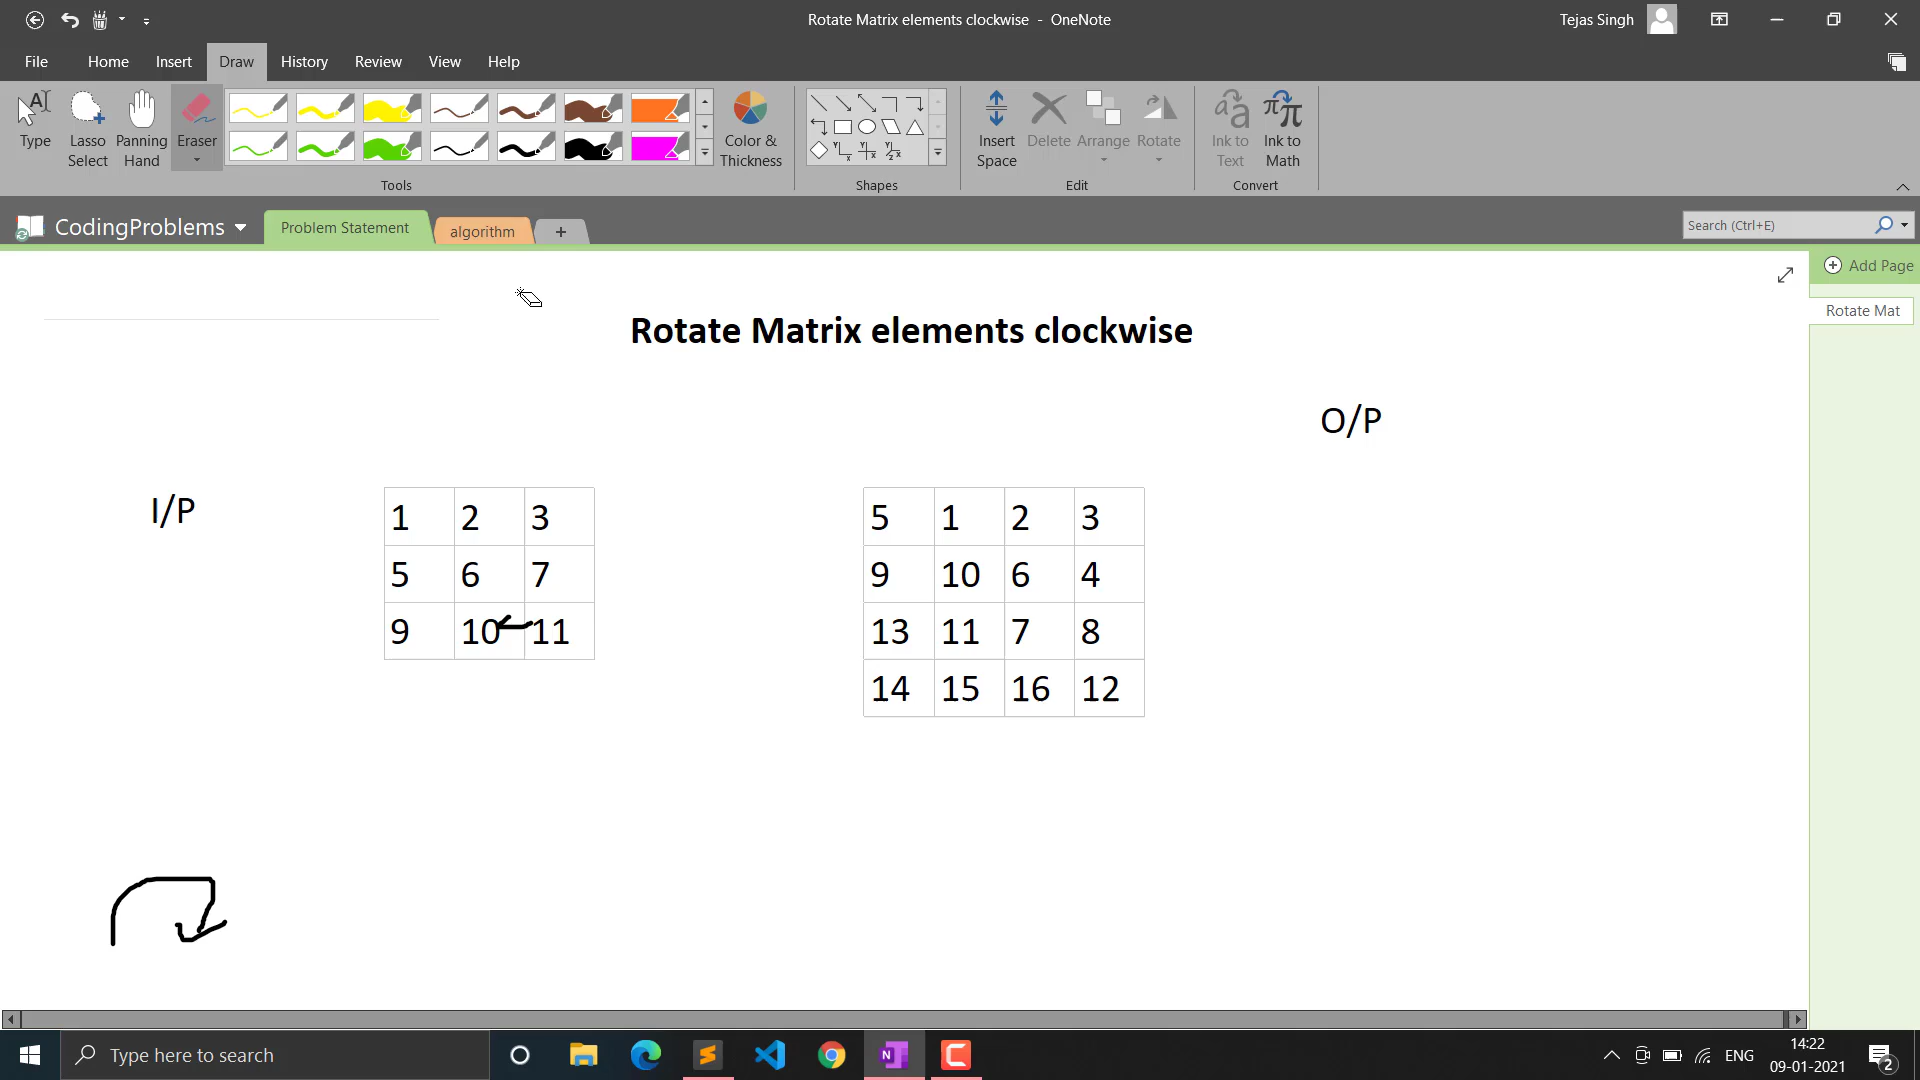 Rotate Matrix elements clockwise - OneNote
Tejas Singh
File Home Insert Draw History Review View Help
Type
Lasso Select
Panning Hand
Eraser
Color & Thickness
Insert Space
Delete
Arrange
Rotate
Ink to Text
Ink to Math
Tools
Shapes
Edit
Convert
CodingProblems
Problem Statement
algorithm
+
Search (Ctrl+E)
Add Page
Rotate Mat
Rotate Matrix elements clockwise
O/P
I/P
1 2 3
5 6 7
9 10 11
5 1 2 3
9 10 6 4
13 11 7 8
14 15 16 12
Type here to search
ENG
14:22
09-01-2021
2